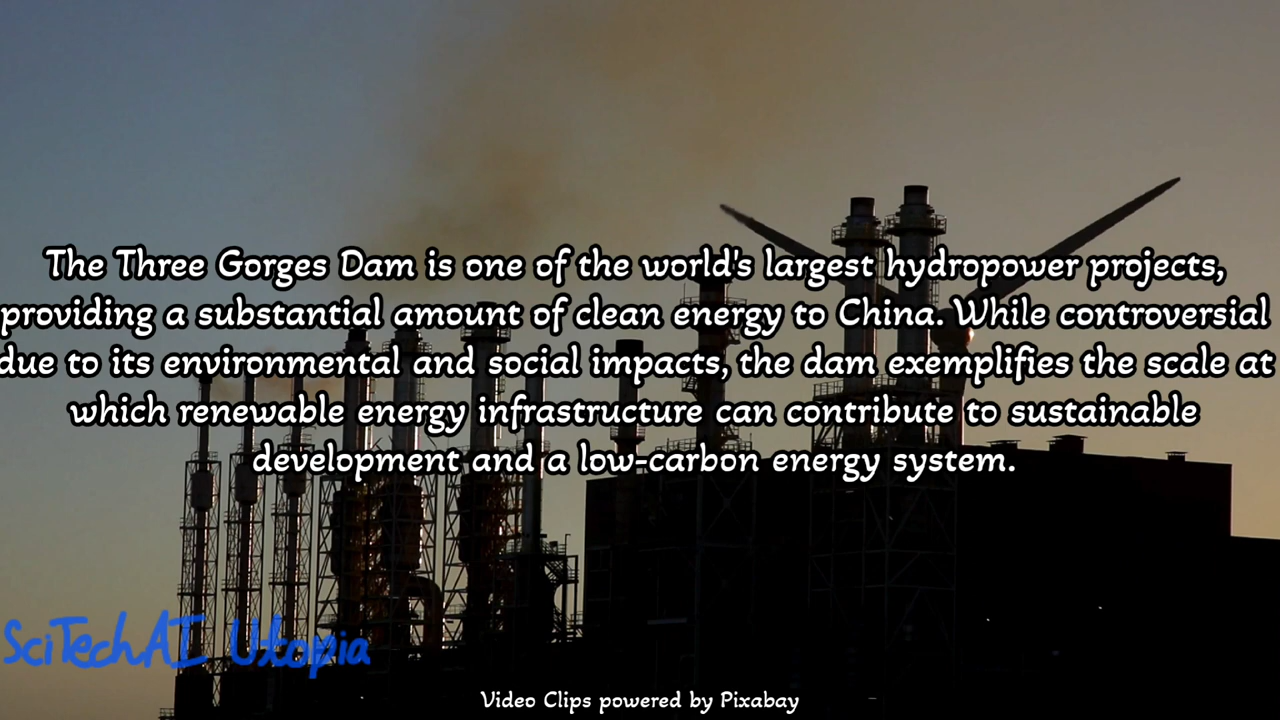 The Three Gorges Dam is one of the world's largest hydropower projects,
providing a substantial amount of clean energy to China. While controversial
due to its environmental and social impacts, the dam exemplifies the scale at
which renewable energy infrastructure can contribute to sustainable
development and a low-carbon energy system.
SciTechAI Utopia
Video Clips powered by Pixabay